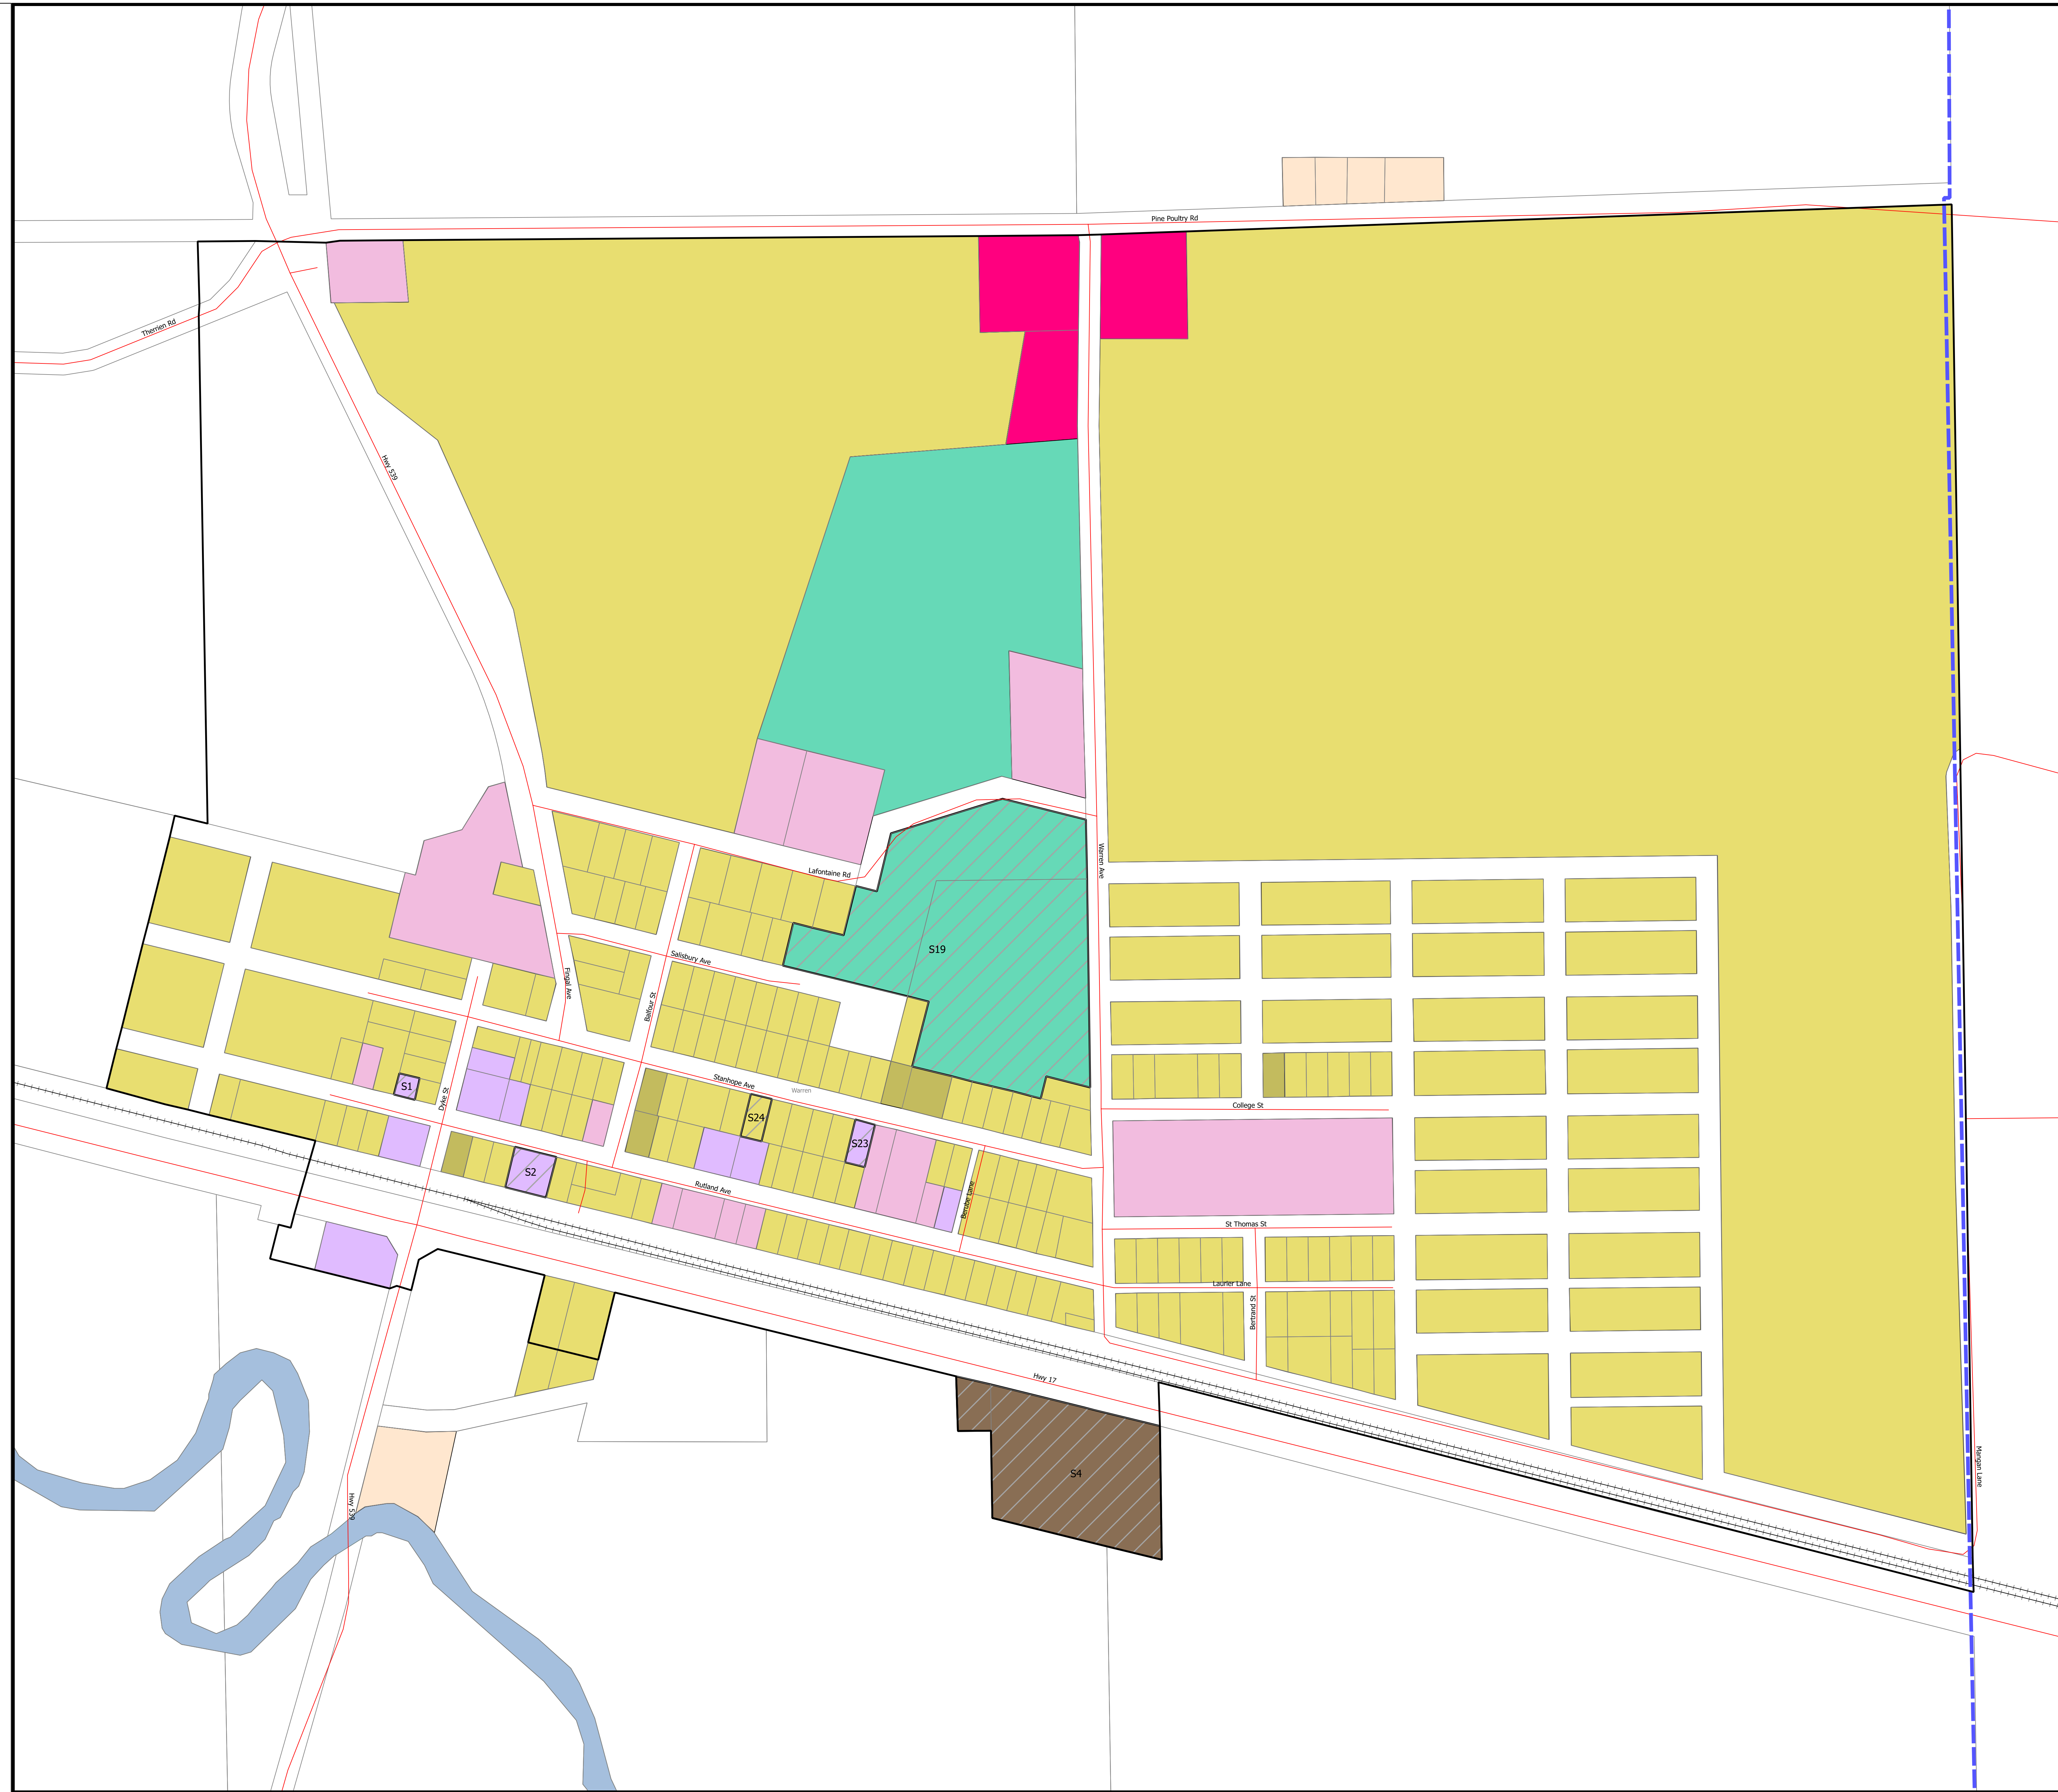 Pine Poultry Rd
Therrien Rd
Hwy 539
Warren Ave
Lafontaine Rd
S19
Salisbury Ave
Fingal Ave
Balfour St
Stanhope Ave
Warren
S1
Dyke St
S24
College St
S23
S2
Rutland Ave
Berube Lane
St Thomas St
Laurier Lane
Bertrand St
Hwy 17
S4
Mangan Lane
Hwy 539